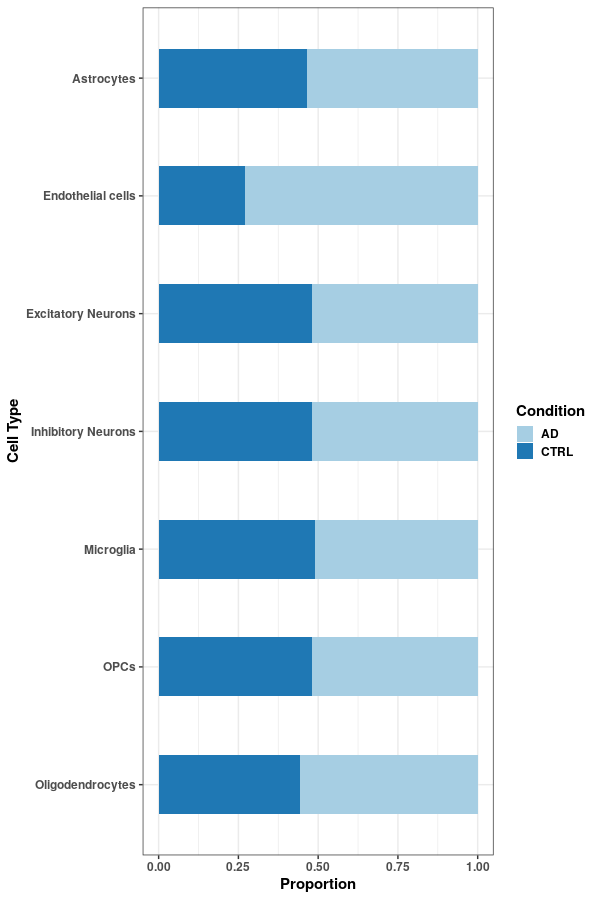 Astrocytes
Endothelial cells
Excitatory Neurons
Inhibitory Neurons
Microglia
OPCs
Oligodendrocytes
Cell Type
0.00 0.25 0.50 0.75 1.00
Proportion
Condition
AD
CTRL